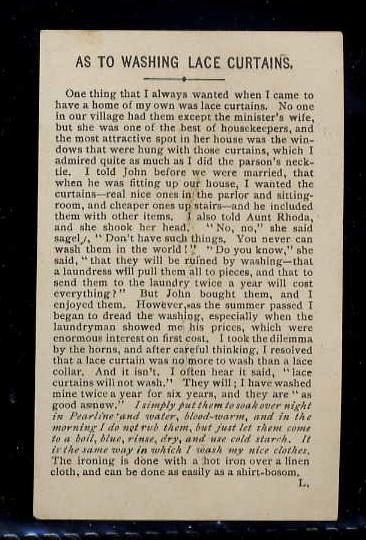 AS TO WASHING LACE CURTAINS.
One thing that I always wanted when I came to
have a home of my own was lace curtains. No one
in our village had them except the minister's wife,
but she was one of the best of housekeepers, and
the most attractive spot in her house was the win-
dows that were hung with those curtains, which I
admired quite as much as I did the parson's neck-
tie. I told John before we were married, that
when he was fitting up our house, I wanted the
curtains—real nice ones in the parlor and sitting-
room, and cheaper ones up stairs—and he included
them with other items. I also told Aunt Rhoda,
and she shook her head. "No, no," she said
sagely, "Don't have such things. You never can
wash them in the world!" "Do you know," she
said, "that they will be ruined by washing—that
a laundress will pull them all to pieces, and that to
send them to the laundry twice a year will cost
everything?" But John bought them, and I
enjoyed them. However, as the summer passed I
began to dread the washing, especially when the
laundryman showed me his prices, which were
enormous interest on first cost. I took the dilemma
by the horns, and after careful thinking, I resolved
that a lace curtain was no more to wash than a lace
collar. And it isn't. I often hear it said, "lace
curtains will not wash." They will; I have washed
mine twice a year for six years, and they are "as
good as new." I simply put them to soak over night
in Pearline and water, blood-warm, and in the
morning I do not rub them, but just let them come
to a boil, blue, rinse, dry, and use cold starch. It
is the same way in which I wash my nice clothes.
The ironing is done with a hot iron over a linen
cloth, and can be done as easily as a shirt-bosom.
L.